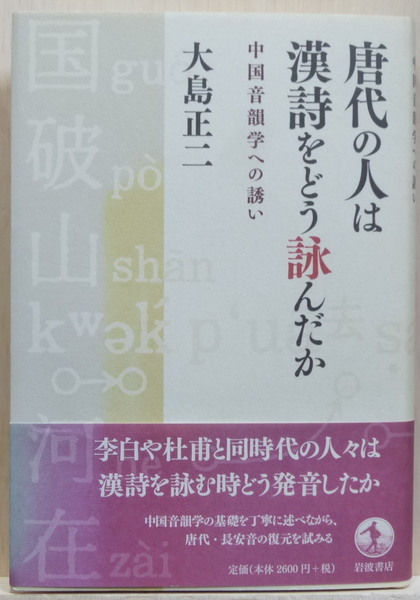 唐代の人は
漢詩をどう詠んだか
中国音韻学への誘い
大島正二
国破山河在
guó
pò
shān
hé
zài
kʷək
p‘u
去
sa
李白や杜甫と同時代の人々は
漢詩を詠む時どう発音したか
中国音韻学の基礎を丁寧に述べながら、
唐代・長安音の復元を試みる
定価(本体 2600円+税)
岩波書店